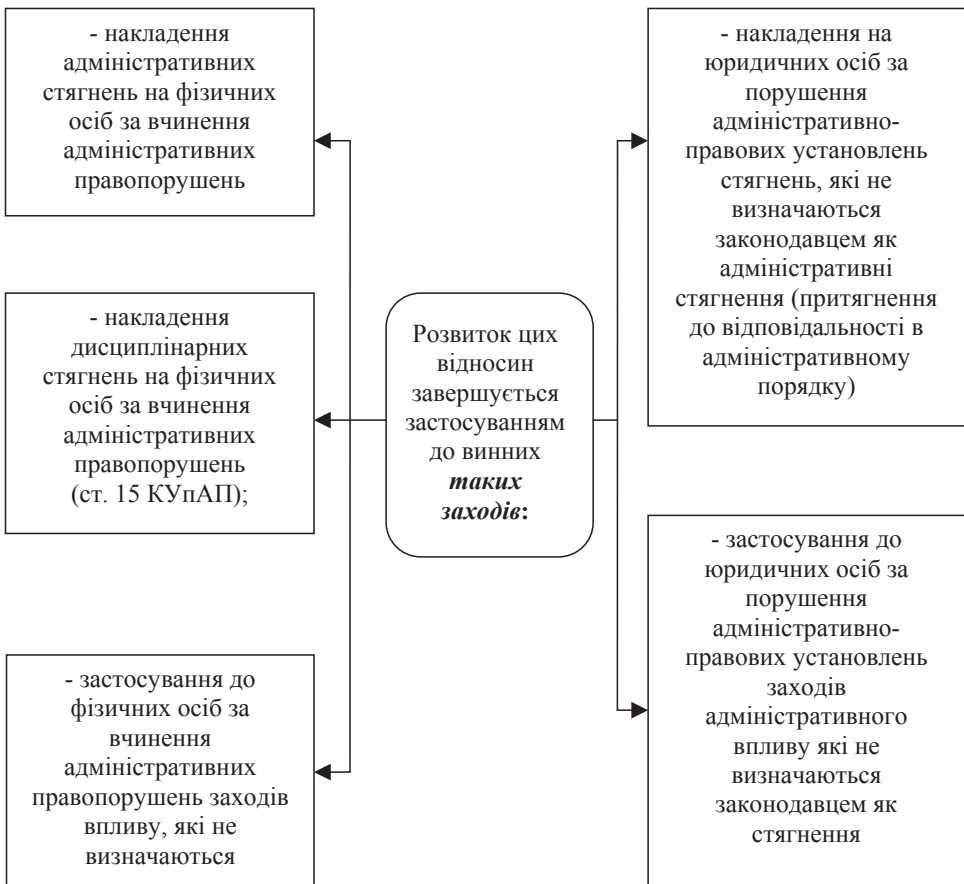 - накладення
адміністративних
стягнень на фізичних
осіб за вчинення
адміністративних
правопорушень
- накладення
дисциплінарних
стягнень на фізичних
осіб за вчинення
адміністративних
правопорушень
(ст. 15 КУпАП);
- застосування до
фізичних осіб за
вчинення
адміністративних
правопорушень заходів
впливу, які не
визначаються
Розвиток цих
відносин
завершується
застосуванням
до винних
таких
заходів:
- накладення на
юридичних осіб за
порушення
адміністративно-
правових установлень
стягнень, які не
визначаються
законодавцем як
адміністративні
стягнення (притягнення
до відповідальності в
адміністративному
порядку)
- застосування до
юридичних осіб за
порушення
адміністративно-
правових установлень
заходів
адміністративного
впливу які не
визначаються
законодавцем як
стягнення